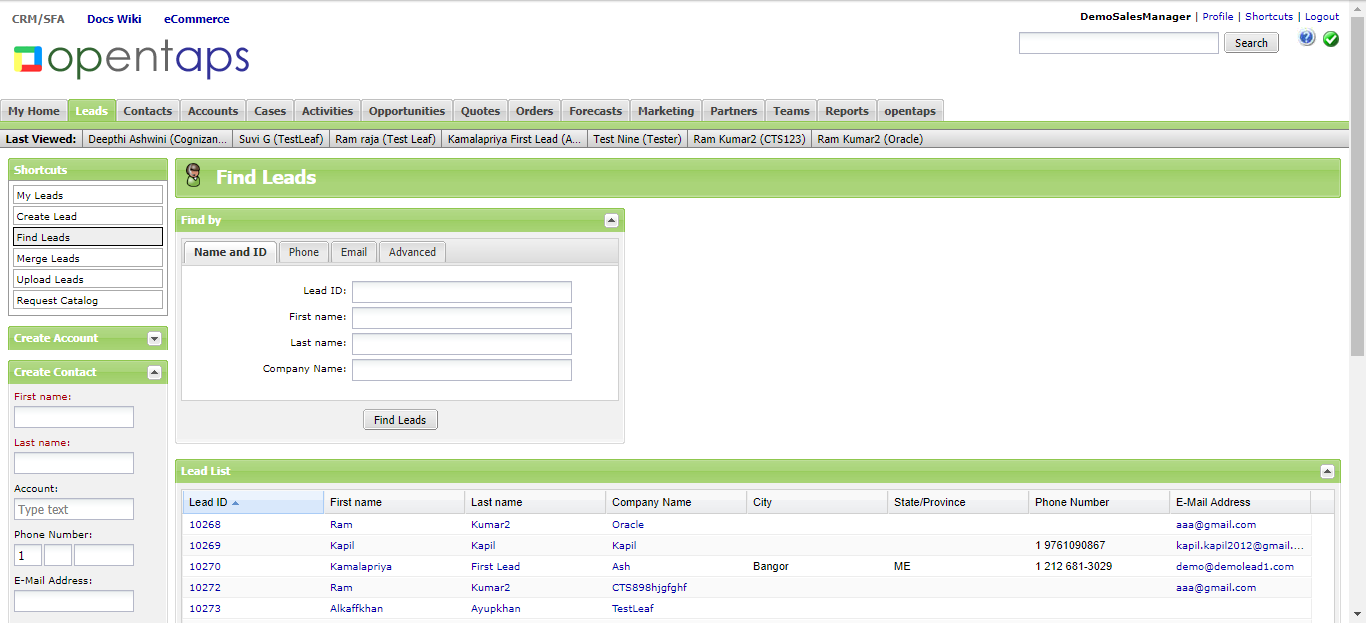 CRM/SFA Docs Wiki eCommerce
DemoSalesManager | Profile | Shortcuts | Logout
opentaps
Search
My Home Leads Contacts Accounts Cases Activities Opportunities Quotes Orders Forecasts Marketing Partners Teams Reports opentaps
Last Viewed: Deepthi Ashwini (Cognizan... Suvi G (TestLeaf) Ram raja (Test Leaf) Kamalapriya First Lead (A... Test Nine (Tester) Ram Kumar2 (CTS123) Ram Kumar2 (Oracle)
Shortcuts
My Leads
Create Lead
Find Leads
Merge Leads
Upload Leads
Request Catalog
Create Account
Create Contact
First name:
Last name:
Account:
Type text
Phone Number:
1
E-Mail Address:
Find Leads
Find by
Name and ID Phone Email Advanced
Lead ID:
First name:
Last name:
Company Name:
Find Leads
Lead List
Lead ID First name Last name Company Name City State/Province Phone Number E-Mail Address
10268 Ram Kumar2 Oracle aaa@gmail.com
10269 Kapil Kapil Kapil 1 9761090867 kapil.kapil2012@gmail....
10270 Kamalapriya First Lead Ash Bangor ME 1 212 681-3029 demo@demolead1.com
10272 Ram Kumar2 CTS898hjgfghf aaa@gmail.com
10273 Alkaffkhan Ayupkhan TestLeaf